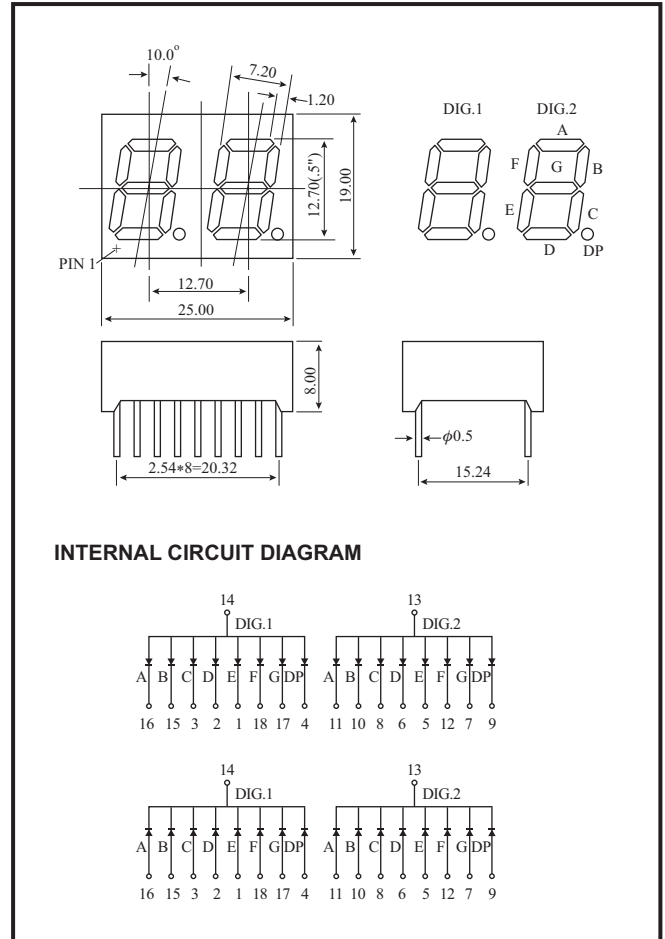 10.0°
7.20
1.20
12.70(.5")
19.00
PIN 1
12.70
25.00
DIG.1 DIG.2
A
F G B
E C
D DP
8.00
2.54*8=20.32
ϕ0.5
15.24
INTERNAL CIRCUIT DIAGRAM
14 13
DIG.1 DIG.2
A B C D E F G DP A B C D E F G DP
16 15 3 2 1 18 17 4 11 10 8 6 5 12 7 9
14 13
DIG.1 DIG.2
A B C D E F G DP A B C D E F G DP
16 15 3 2 1 18 17 4 11 10 8 6 5 12 7 9